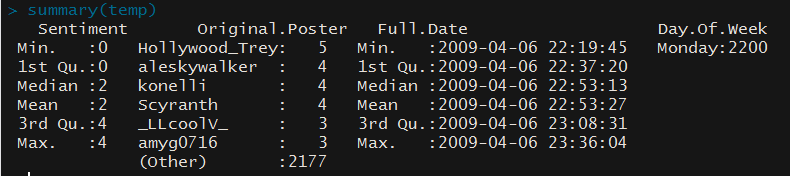 > summary(temp)
Sentiment Original.Poster Full.Date Day.Of.Week
Min. :0 Hollywood_Trey: 5 Min. :2009-04-06 22:19:45 Monday:2200
1st Qu.:0 aleskywalker : 4 1st Qu.:2009-04-06 22:37:20
Median :2 konelli : 4 Median :2009-04-06 22:53:13
Mean :2 Scyranth : 4 Mean :2009-04-06 22:53:27
3rd Qu.:4 _LLcoolV_ : 3 3rd Qu.:2009-04-06 23:08:31
Max. :4 amyg0716 : 3 Max. :2009-04-06 23:36:04
(Other) :2177